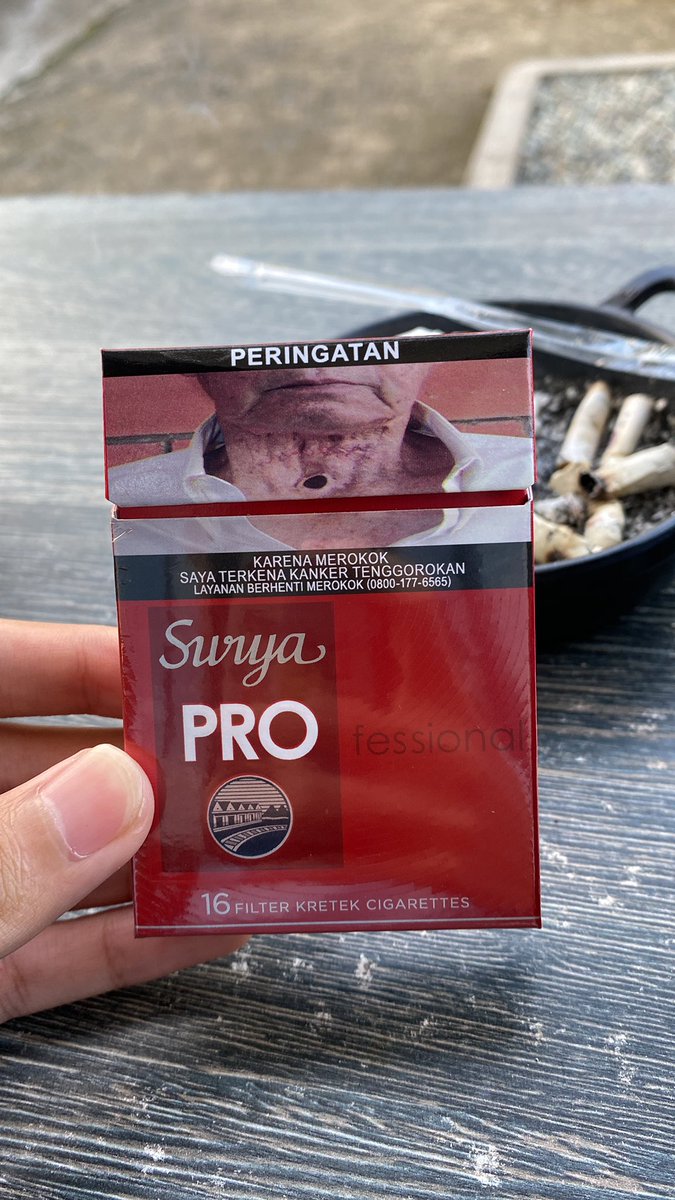 PERINGATAN
KARENA MEROKOK
SAYA TERKENA KANKER TENGGOROKAN
LAYANAN BERHENTI MEROKOK (0800-177-6565)
Surya
PRO fessional
16 FILTER KRETEK CIGARETTES